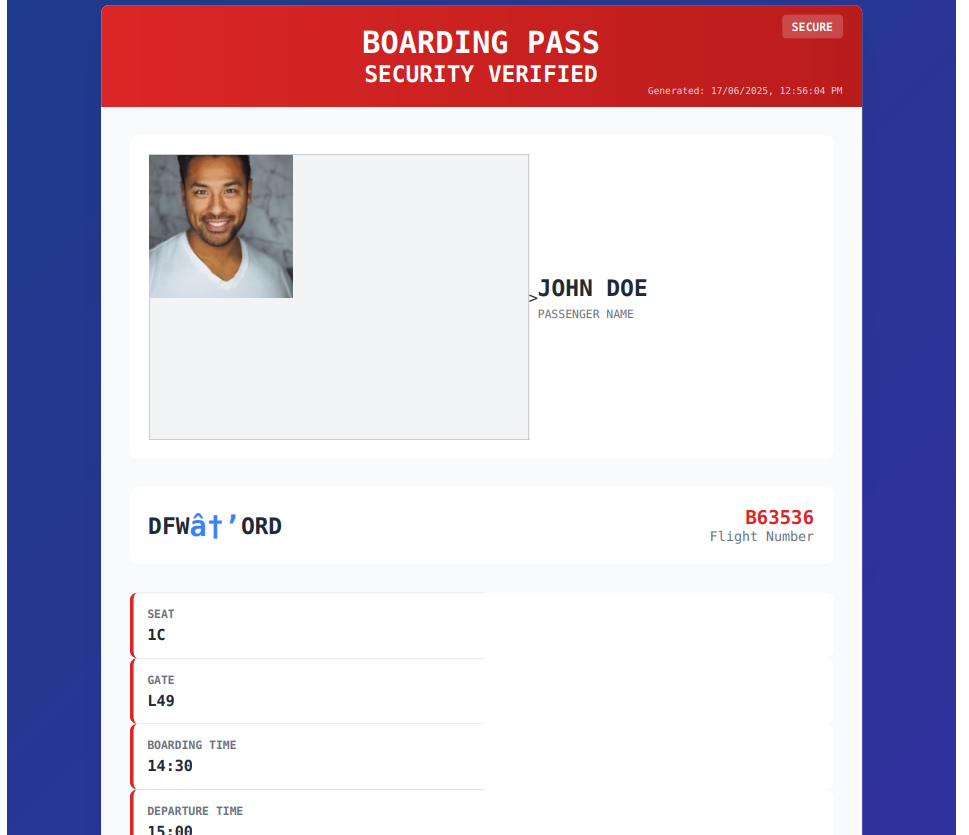 SECURE
BOARDING PASS
SECURITY VERIFIED
Generated: 17/06/2025, 12:56:04 PM
>JOHN DOE
PASSENGER NAME
DFWâ†’ORD
B63536
Flight Number
SEAT
1C
GATE
L49
BOARDING TIME
14:30
DEPARTURE TIME
15:00